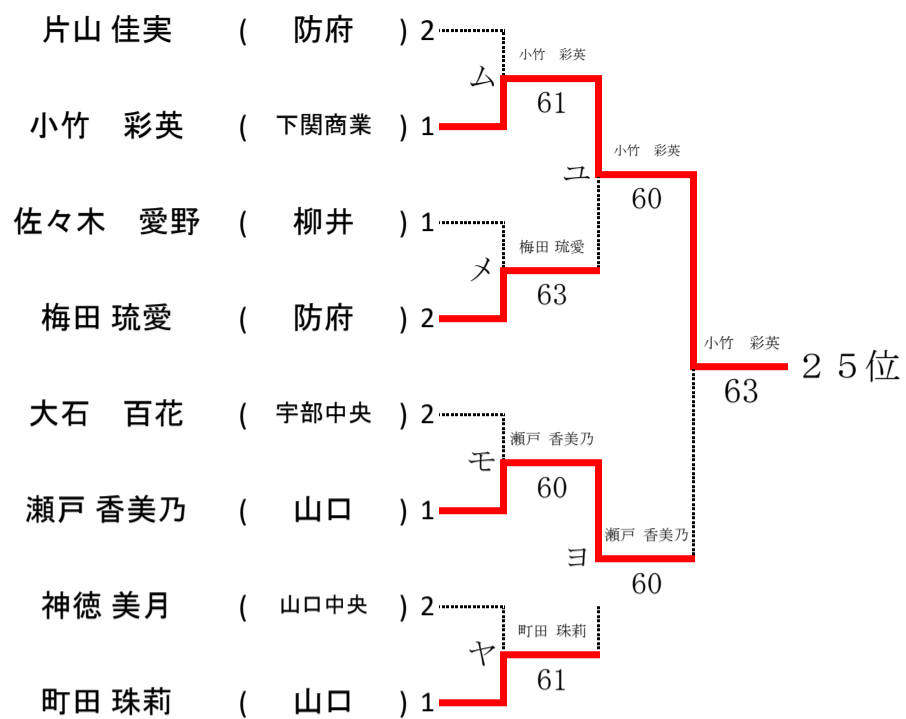 片山 佳実 ( 防府 ) 2
小竹　彩英
ム
61
小竹　彩英 ( 下関商業 ) 1
小竹　彩英
ユ
60
佐々木　愛野 ( 柳井 ) 1
梅田 琉愛
メ
63
梅田 琉愛 ( 防府 ) 2
小竹　彩英
２５位
63
大石　百花 ( 宇部中央 ) 2
瀬戸 香美乃
モ
60
瀬戸 香美乃 ( 山口 ) 1
瀬戸 香美乃
ヨ
60
神徳 美月 ( 山口中央 ) 2
町田 珠莉
ヤ
61
町田 珠莉 ( 山口 ) 1